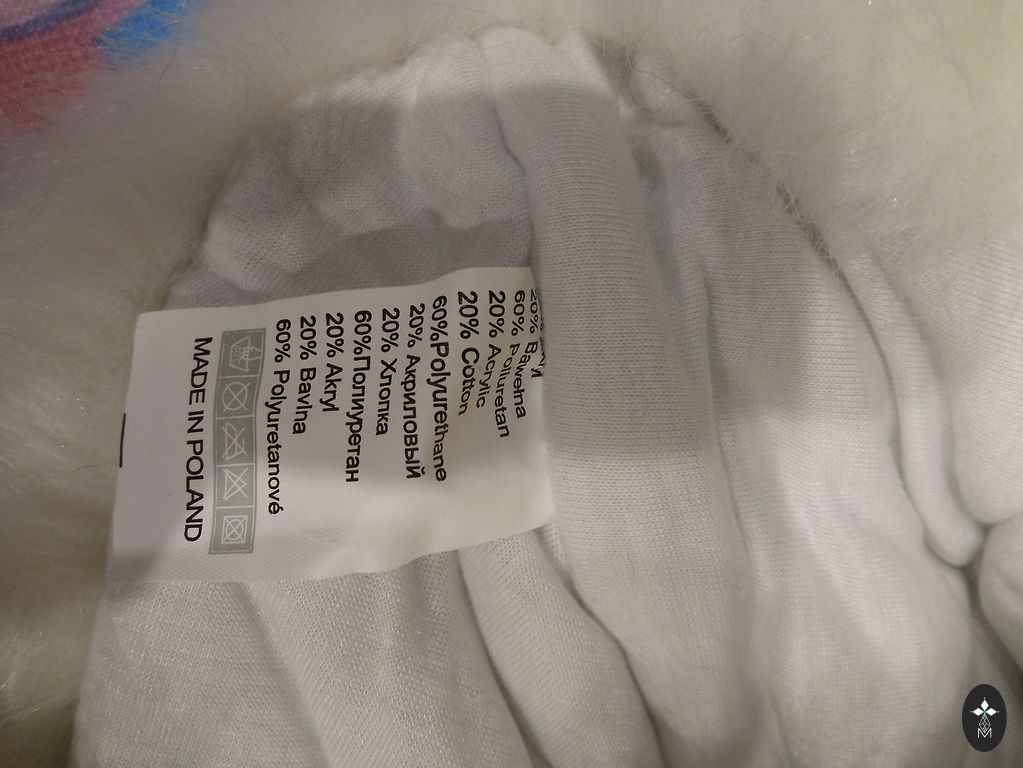 20% Bawełna
60% Poliuretan
20% Acrylic
20% Cotton
60%Polyurethane
20% Акриловый
20% Хлопка
60%Полиуретан
20% Akryl
20% Bavlna
60% Polyuretanové
MADE IN POLAND
M